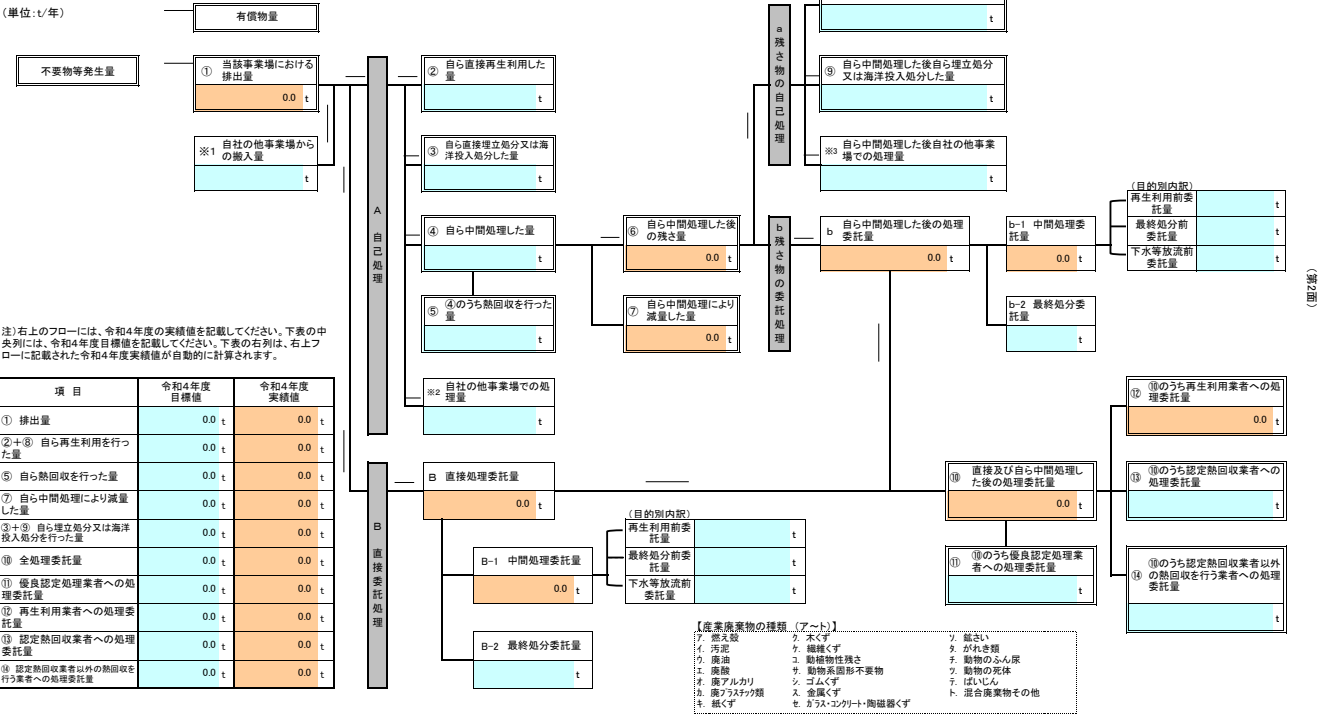 (単位:t/年)
有償物量
不要物等発生量
① 当該事業場における
排出量
0.0 t
※1 自社の他事業場から
の搬入量
t
A 自己処理
② 自ら直接再生利用した
量
t
③ 自ら直接埋立処分又は海
洋投入処分した量
t
④ 自ら中間処理した量
t
⑤ ④のうち熱回収を行った
量
t
※2 自社の他事業場での処
理量
t
⑥ 自ら中間処理した後
の残さ量
0.0 t
⑦ 自ら中間処理により
減量した量
0.0 t
a 残さ物の自己処理
t
⑨ 自ら中間処理した後自ら埋立処分
又は海洋投入処分した量
t
※3 自ら中間処理した後自社の他事業
場での処理量
t
b 残さ物の委託処理
b 自ら中間処理した後の処理
委託量
0.0 t
b-1 中間処理委
託量
0.0 t
(目的別内訳)
再生利用前委
託量
t
最終処分前
委託量
t
下水等放流前
委託量
t
b-2 最終処分委
託量
t
(第2面)
注)右上のフローには、令和4年度の実績値を記載してください。下表の中
央列には、令和4年度目標値を記載してください。下表の右列は、右上フ
ローに記載された令和4年度実績値が自動的に計算されます。
項 目 令和4年度
目標値 令和4年度
実績値
① 排出量 0.0 t 0.0 t
②+⑧ 自ら再生利用を行っ
た量 0.0 t 0.0 t
⑤ 自ら熱回収を行った量 0.0 t 0.0 t
⑦ 自ら中間処理により減量
した量 0.0 t 0.0 t
③+⑨ 自ら埋立処分又は海洋
投入処分を行った量 0.0 t 0.0 t
⑩ 全処理委託量 0.0 t 0.0 t
⑪ 優良認定処理業者への処
理委託量 0.0 t 0.0 t
⑫ 再生利用業者への処理委
託量 0.0 t 0.0 t
⑬ 認定熱回収業者への処理
委託量 0.0 t 0.0 t
⑭ 認定熱回収業者以外の熱回収を
行う業者への処理委託量 0.0 t 0.0 t
B 直接委託処理
B 直接処理委託量
0.0 t
B-1 中間処理委託量
0.0 t
(目的別内訳)
再生利用前委
託量
t
最終処分前委
託量
t
下水等放流前
委託量
t
B-2 最終処分委託量
t
⑩ 直接及び自ら中間処理し
た後の処理委託量
0.0 t
⑪ ⑩のうち優良認定処理業
者への処理委託量
t
⑫ ⑩のうち再生利用業者への処
理委託量
0.0 t
⑬ ⑩のうち認定熱回収業者への
処理委託量
t
⑭ ⑩のうち認定熱回収業者以外
の熱回収を行う業者への処理
委託量
t
【産業廃棄物の種類 (ア~ト)】
ア. 燃え殻 ク. 木くず ソ. 鉱さい
イ. 汚泥 ケ. 繊維くず タ. がれき類
ウ. 廃油 コ. 動植物性残さ チ. 動物のふん尿
エ. 廃酸 サ. 動物系固形不要物 ツ. 動物の死体
オ. 廃アルカリ シ. ゴムくず テ. ばいじん
カ. 廃プラスチック類 ス. 金属くず ト. 混合廃棄物その他
キ. 紙くず セ. ガラス・コンクリート・陶磁器くず